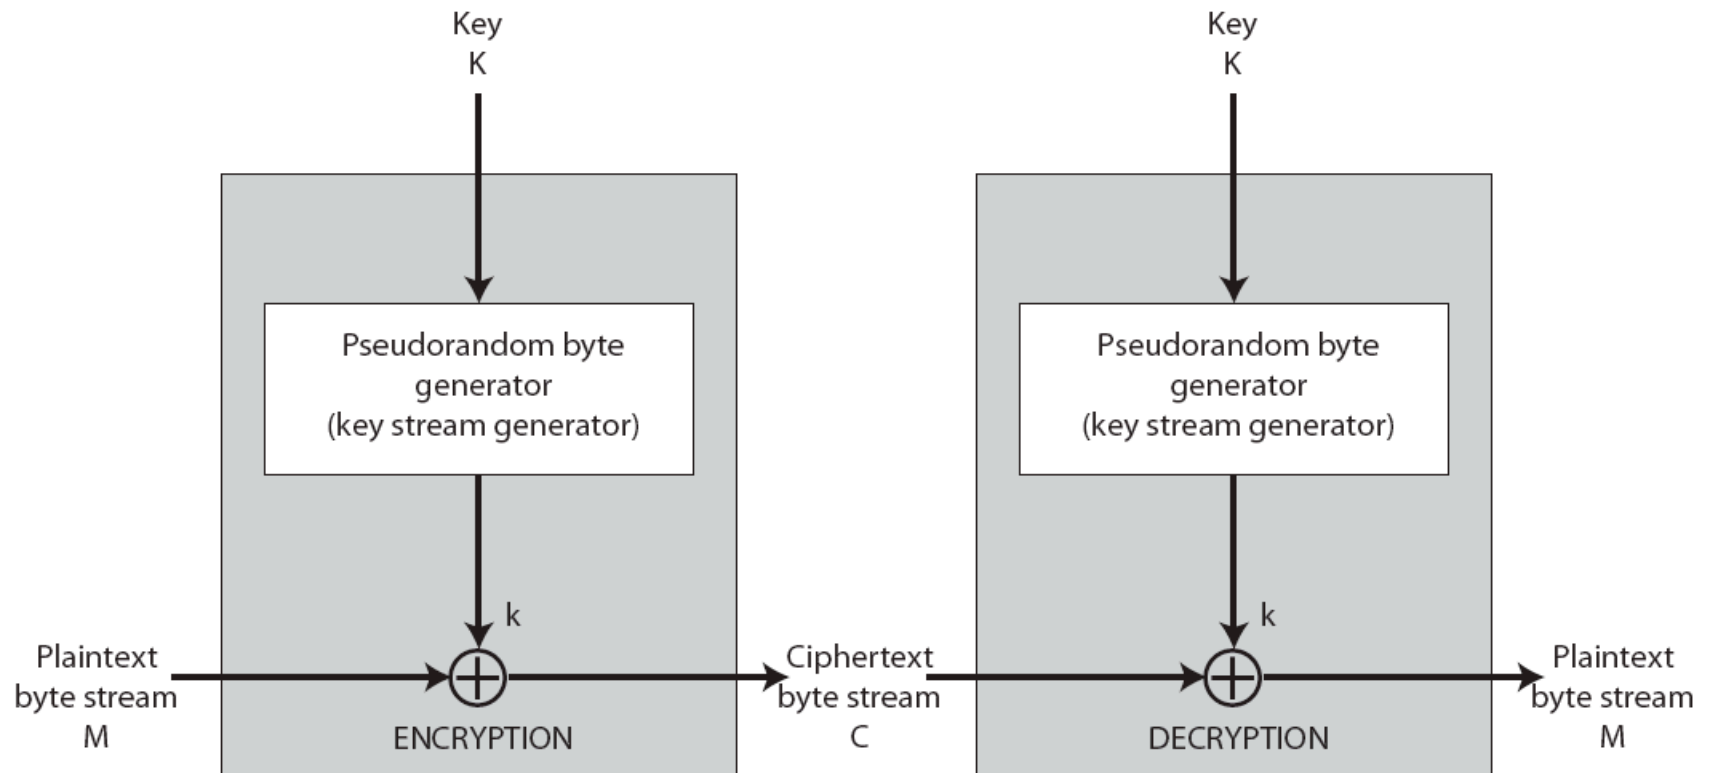 Key
K
Key
K
Pseudorandom byte
generator
(key stream generator)
Pseudorandom byte
generator
(key stream generator)
k
k
Plaintext
byte stream
M
Ciphertext
byte stream
C
Plaintext
byte stream
M
ENCRYPTION
DECRYPTION